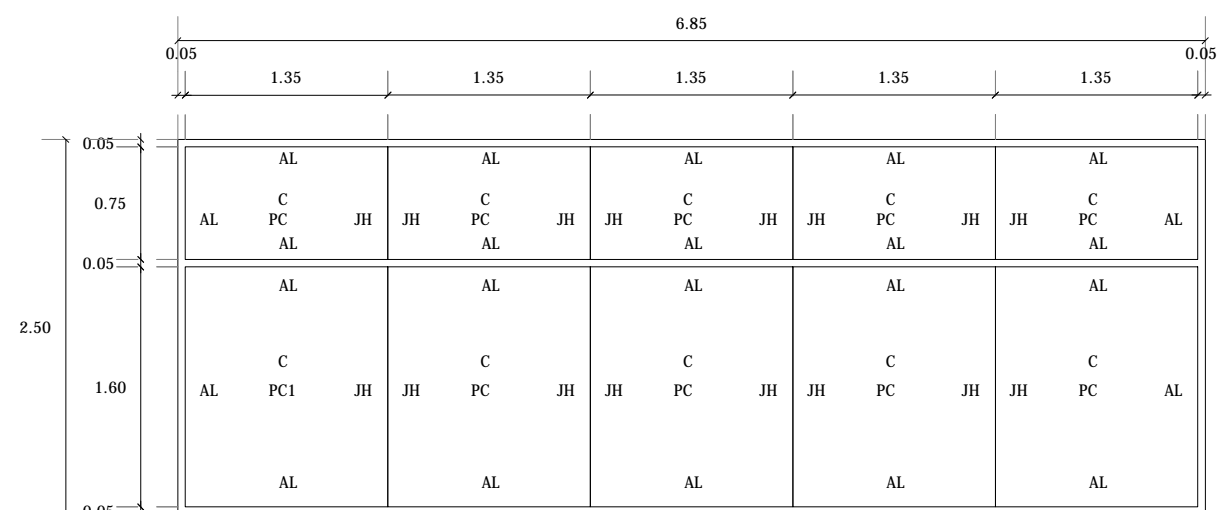 6.85
0.05 0.05
1.35 1.35 1.35 1.35 1.35
0.05
AL AL AL AL AL
0.75
C C C C C
AL PC JH JH PC JH JH PC JH JH PC JH JH PC AL
AL AL AL AL AL
0.05
AL AL AL AL AL
2.50
C C C C C
1.60
AL PC1 JH JH PC JH JH PC JH JH PC JH JH PC AL
AL AL AL AL AL
0.05